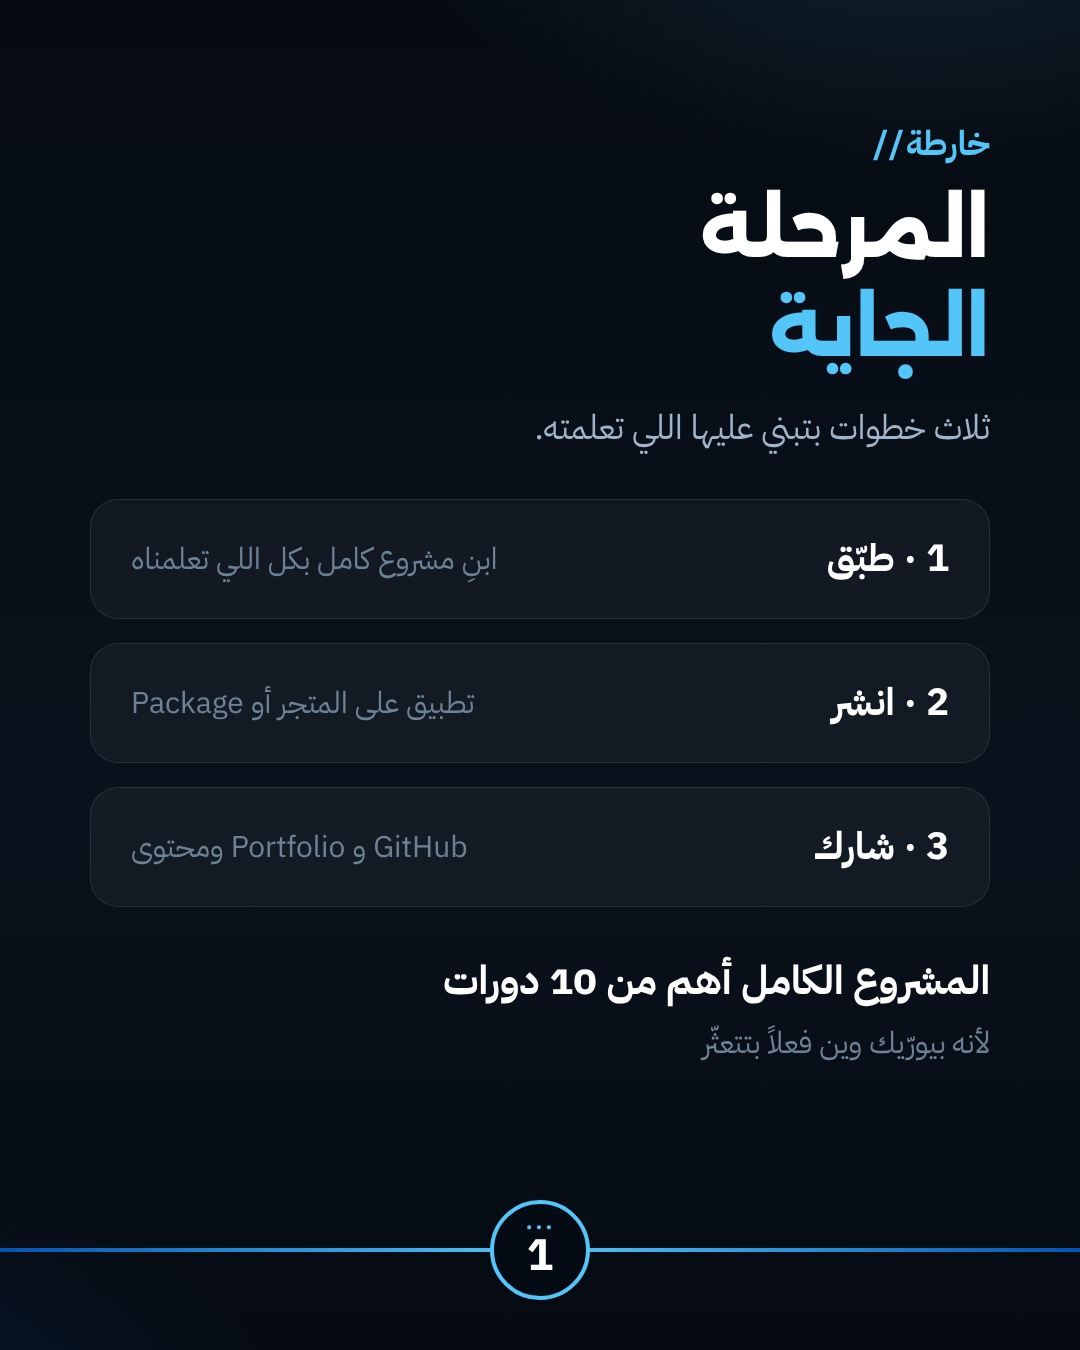 خارطة //
المرحلة
الجاية
ثلاث خطوات بتبني عليها اللي تعلمته.
1 · طبّق
ابنِ مشروع كامل بكل اللي تعلمناه
2 · انشر
تطبيق على المتجر أو Package
3 · شارك
GitHub و Portfolio ومحتوى
المشروع الكامل أهم من 10 دورات
لأنه بيورّيك وين فعلاً بتتعثّر
...
1